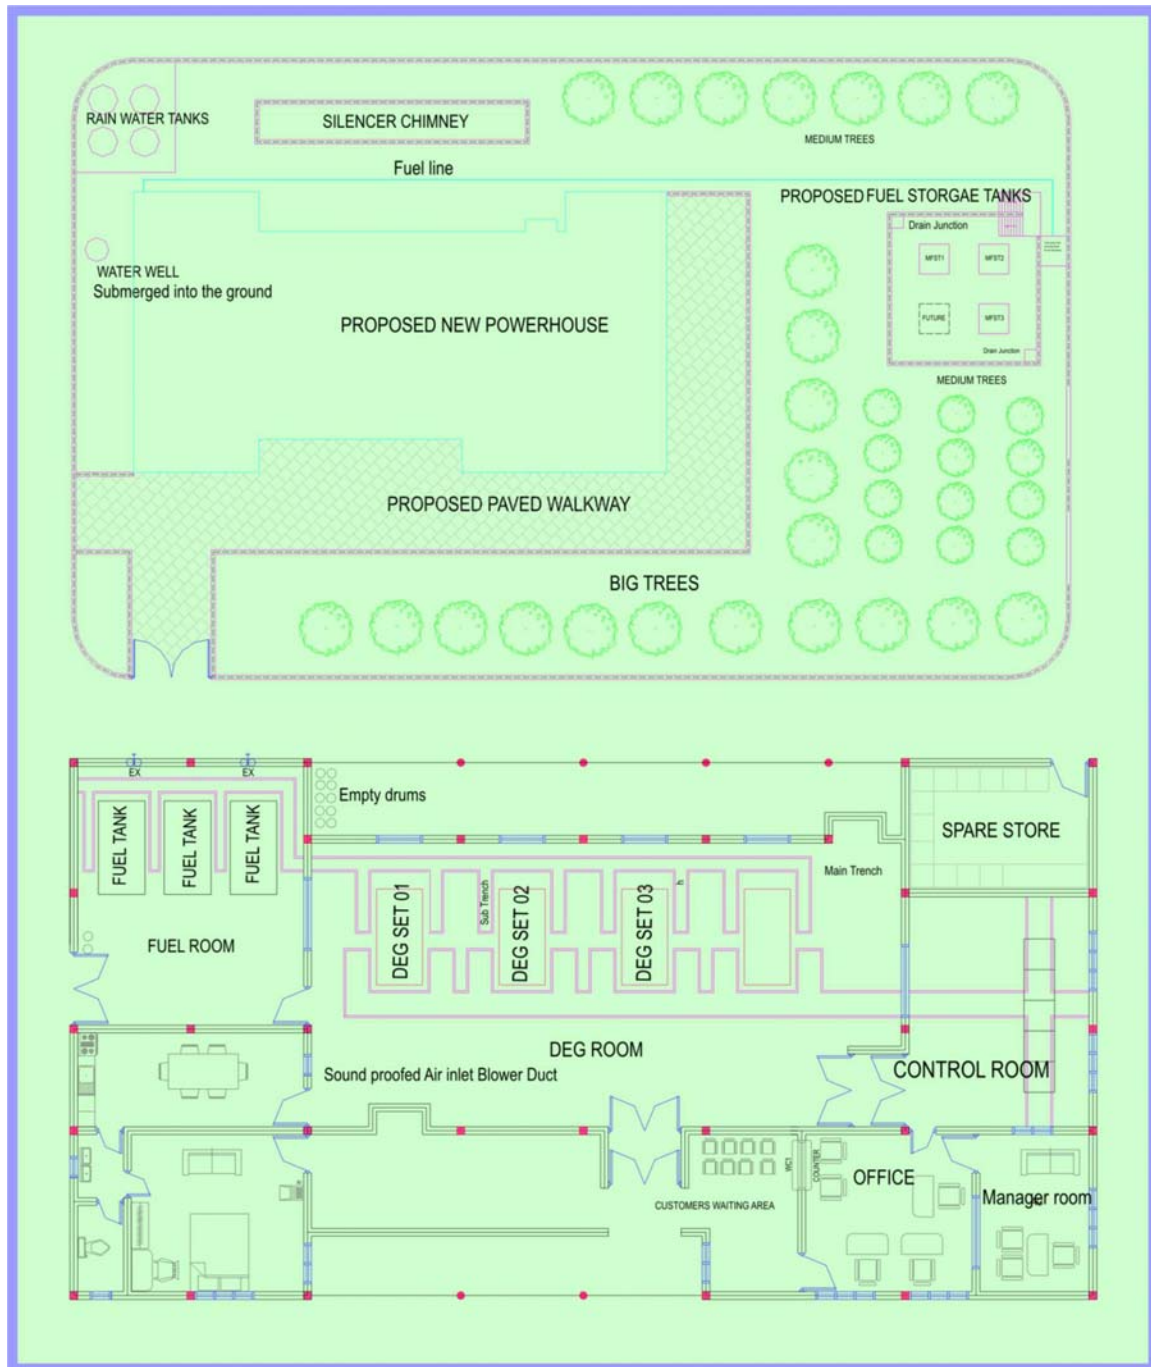 RAIN WATER TANKS
SILENCER CHIMNEY
MEDIUM TREES
Fuel line
PROPOSED FUEL STORGAE TANKS
Drain Junction
MFST1
MFST2
WATER WELL
Submerged into the ground
PROPOSED NEW POWERHOUSE
FUTURE
MFST3
Drain Junction
MEDIUM TREES
PROPOSED PAVED WALKWAY
BIG TREES
EX
EX
Empty drums
FUEL TANK
FUEL TANK
FUEL TANK
SPARE STORE
Main Trench
DEG SET 01
Sub Trench
DEG SET 02
DEG SET 03
h
FUEL ROOM
DEG ROOM
Sound proofed Air inlet Blower Duct
CONTROL ROOM
WC1
COUNTER
OFFICE
CUSTOMERS WAITING AREA
Manager room